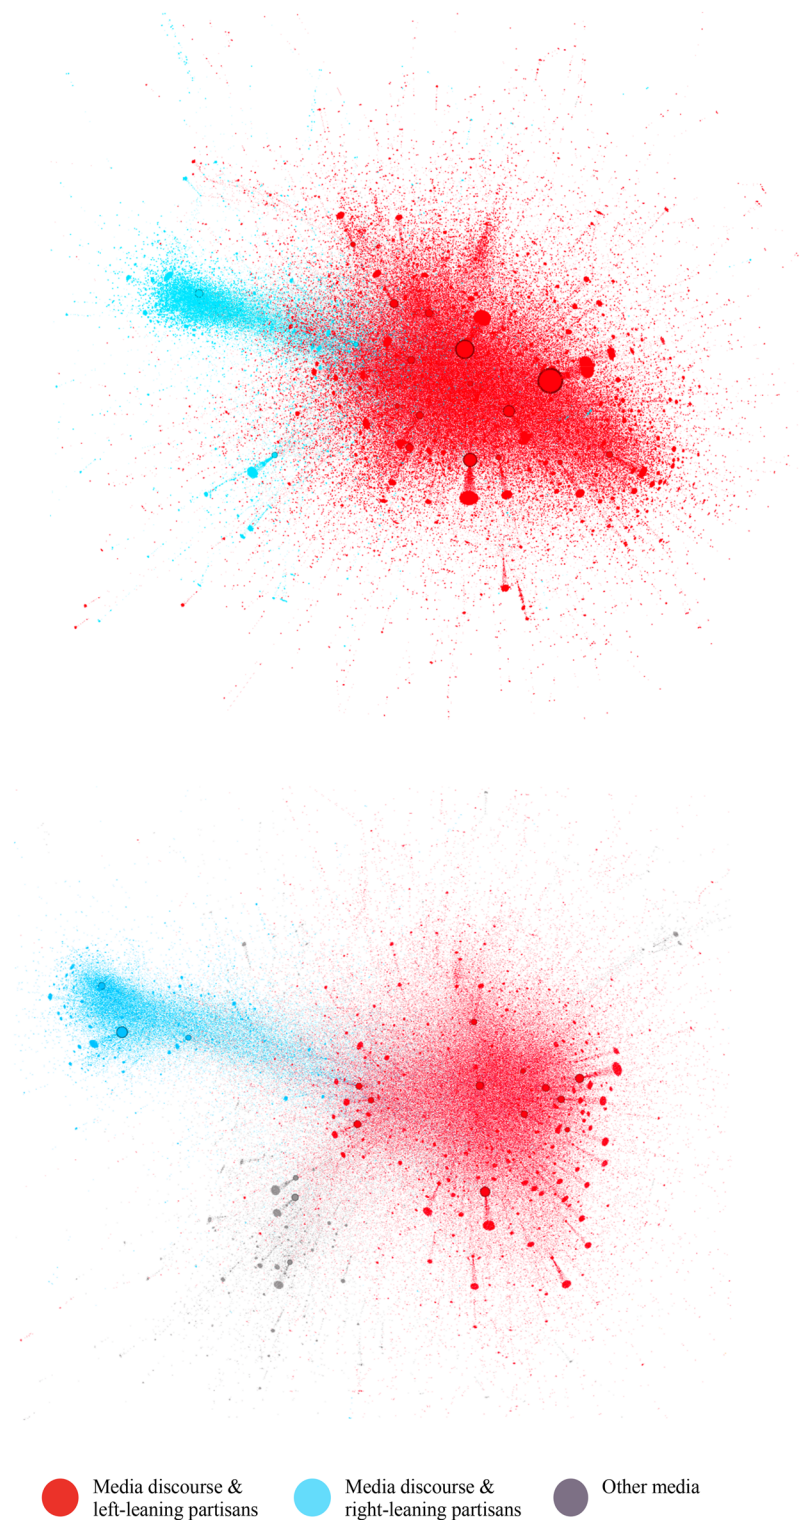 Media discourse &
left-leaning partisans
Media discourse &
right-leaning partisans
Other media